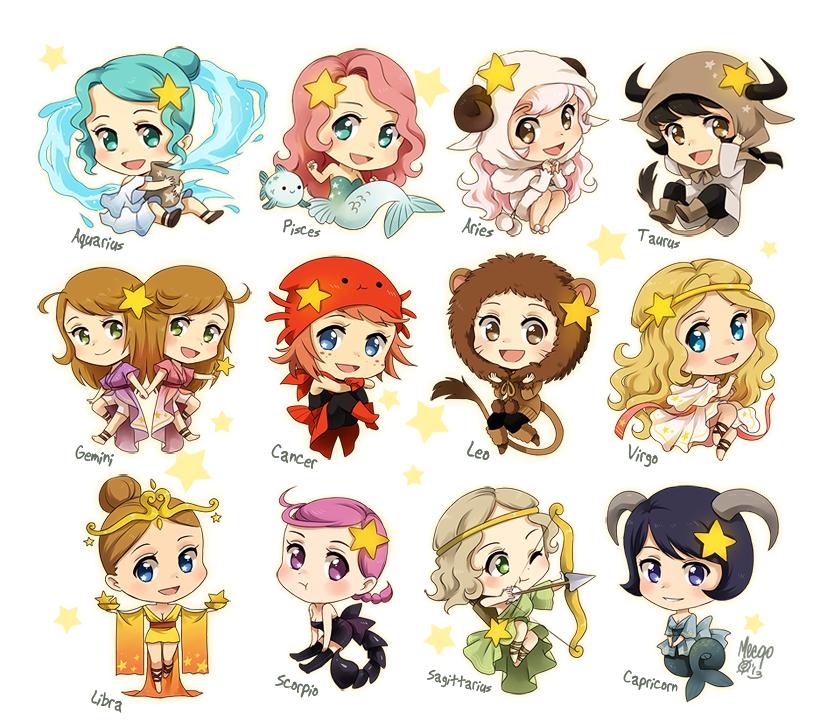 Aquarius
Pisces
Aries
Taurus
Gemini
Cancer
Leo
Virgo
Libra
Scorpio
Sagittarius
Capricorn
Meego
'13